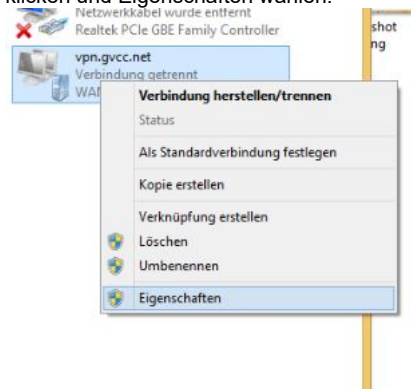 klicken und Eigenschaften wählen.
Netzwerkkabel wurde entfernt
Realtek PCIe GBE Family Controller
shot
ng
vpn.gvcc.net
Verbindung getrennt
WAN
Verbindung herstellen/trennen
Status
Als Standardverbindung festlegen
Kopie erstellen
Verknüpfung erstellen
Löschen
Umbenennen
Eigenschaften